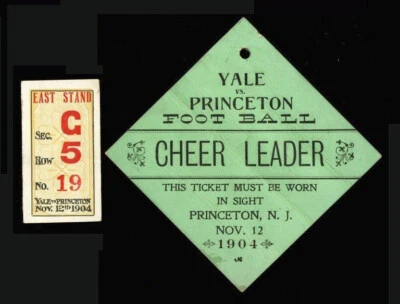 EAST STAND
SEC. G
ROW 5
No. 19
YALE vs PRINCETON
NOV. 12th 1904
YALE
vs.
PRINCETON
FOOT BALL
CHEER LEADER
THIS TICKET MUST BE WORN
IN SIGHT
PRINCETON, N. J.
NOV. 12
1904